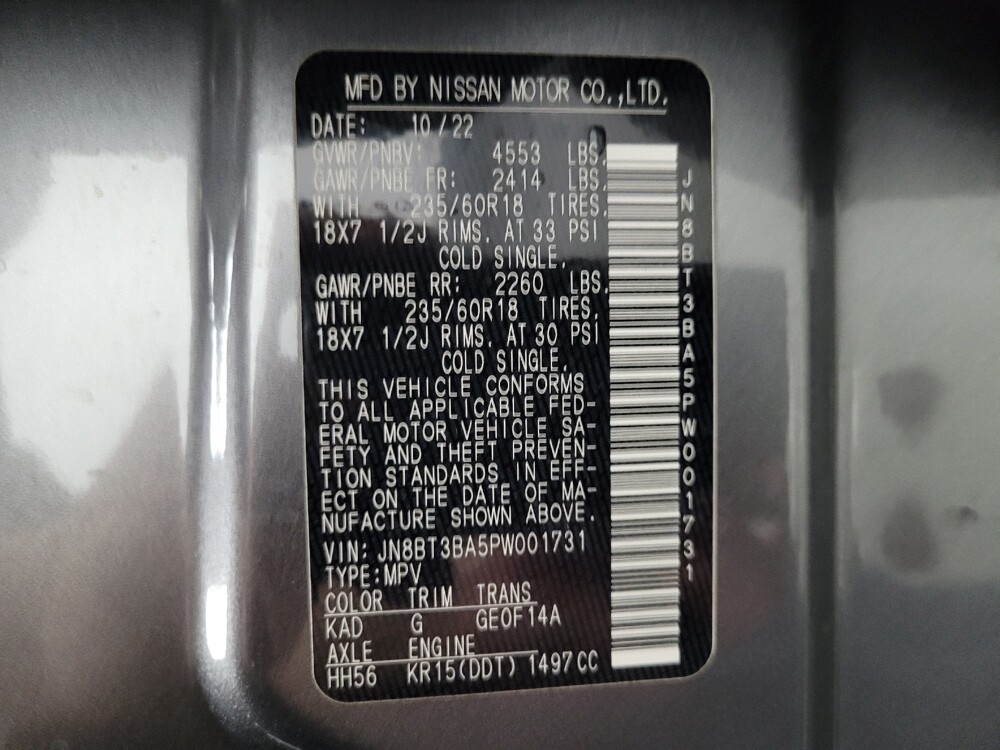 MFD BY NISSAN MOTOR CO.,LTD.
DATE: 10/22
GVWR/PNBV: 4553 LBS.
GAWR/PNBE FR: 2414 LBS.
WITH 235/60R18 TIRES.
18X7 1/2J RIMS. AT 33 PSI
COLD SINGLE.
GAWR/PNBE RR: 2260 LBS.
WITH 235/60R18 TIRES.
18X7 1/2J RIMS. AT 30 PSI
COLD SINGLE.
THIS VEHICLE CONFORMS
TO ALL APPLICABLE FED-
ERAL MOTOR VEHICLE SA-
FETY AND THEFT PREVEN-
TION STANDARDS IN EFF-
ECT ON THE DATE OF MA-
NUFACTURE SHOWN ABOVE.
VIN: JN8BT3BA5PW001731
TYPE:MPV
COLOR TRIM TRANS
KAD G GE0F14A
AXLE ENGINE
HH56 KR15(DDT) 1497CC
JN8BT3BA5PW001731